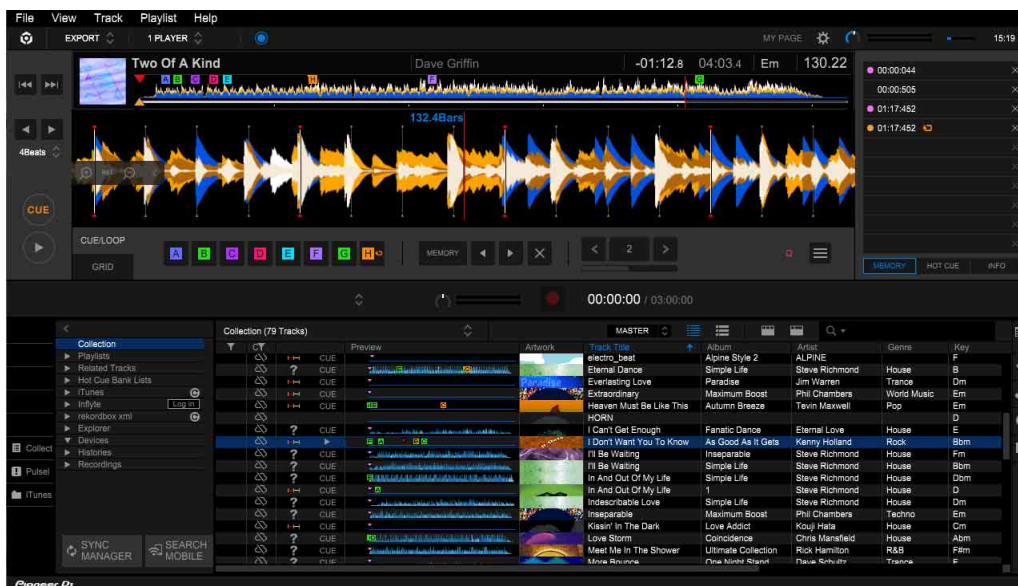 File View Track Playlist Help
EXPORT 1 PLAYER MY PAGE 15:19
Two Of A Kind Dave Griffin -01:12.8 04:03.4 Em 130.22
A B C D E H F G
132.4Bars
4Beats
CUE
00:00:044
00:00:505
01:17:452
01:17:452
CUE/LOOP
GRID
A B C D E F G H MEMORY < 2 > Q
MEMORY HOT CUE INFO
00:00:00 / 03:00:00
Collection
Playlists
Related Tracks
Hot Cue Bank Lists
iTunes
Inflyte Log in
rekordbox xml
Explorer
Devices
Histories
Recordings
Collect
Pulsel
iTunes
SYNC MANAGER
SEARCH MOBILE
Collection (79 Tracks) MASTER
Preview Artwork Track Title Album Artist Genre Key
CUE electro_beat Alpine Style 2 ALPINE F
? CUE Eternal Dance Simple Life Steve Richmond House B
CUE Everlasting Love Paradise Jim Warren Trance Dm
CUE Extraordinary Maximum Boost Phil Chambers World Music Em
CUE Heaven Must Be Like This Autumn Breeze Tevin Maxwell Pop Em
HORN D
? CUE I Can't Get Enough Fanatic Dance Eternal Love House E
I Don't Want You To Know As Good As It Gets Kenny Holland Rock Bbm
? CUE I'll Be Waiting Inseparable Steve Richmond House Fm
? CUE I'll Be Waiting Simple Life Steve Richmond House Bbm
? CUE In And Out Of My Life Simple Life Steve Richmond House Dbm
CUE In And Out Of My Life 1 Steve Richmond House D
? CUE Indescribable Love Simple Life Steve Richmond House Dm
? CUE Inseparable Maximum Boost Phil Chambers Techno Em
CUE Kissin' In The Dark Love Addict Kouji Hata House Cm
? CUE Love Storm Coincidence Chris Mansfield House Abm
? CUE Meet Me In The Shower Ultimate Collection Rick Hamilton R&B F#m
? CUE More Bounce One Night Stand Dave Schultz Trance F
Paradise
Pioneer Dj